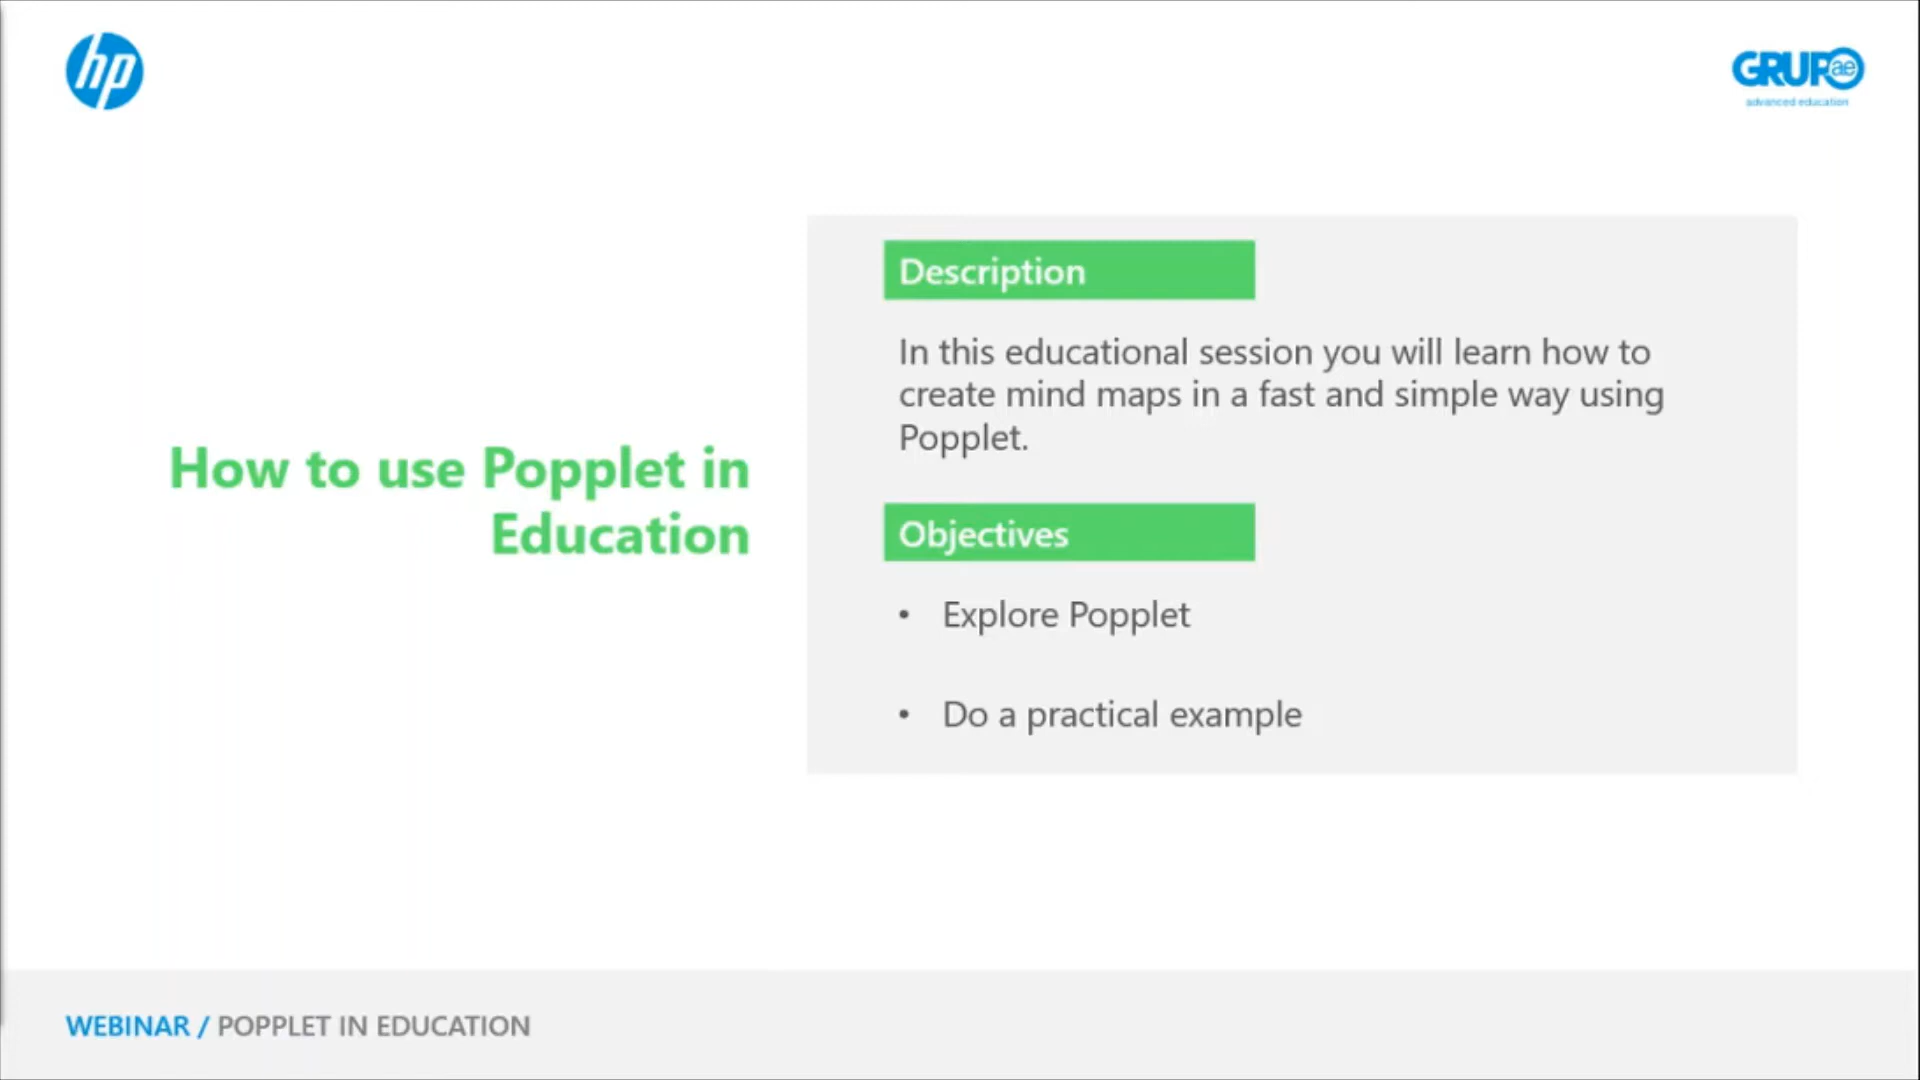 hp
GRUPO ae
advanced education
How to use Popplet in
Education
Description
In this educational session you will learn how to
create mind maps in a fast and simple way using
Popplet.
Objectives
• Explore Popplet
• Do a practical example
WEBINAR / POPPLET IN EDUCATION